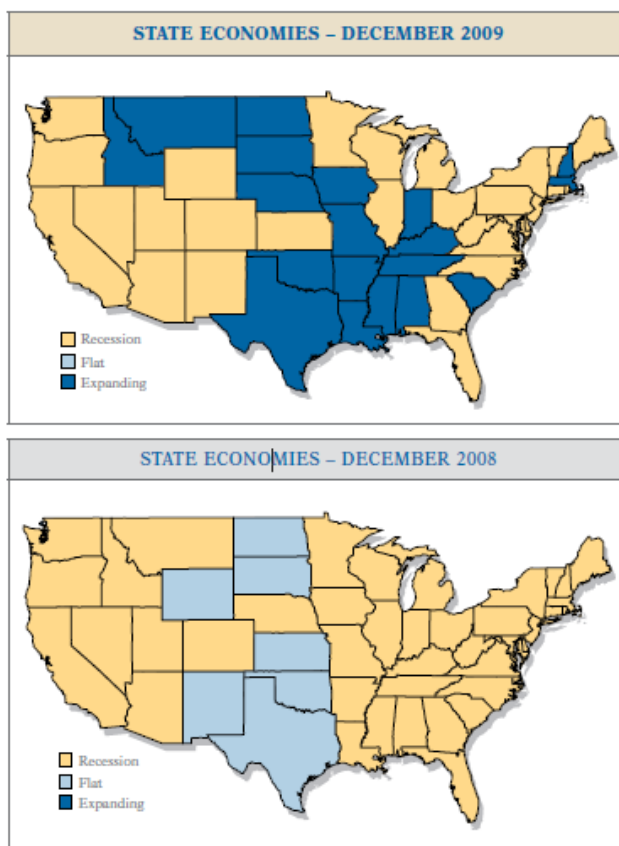 STATE ECONOMIES – DECEMBER 2009
Recession
Flat
Expanding
STATE ECONOMIES – DECEMBER 2008
Recession
Flat
Expanding